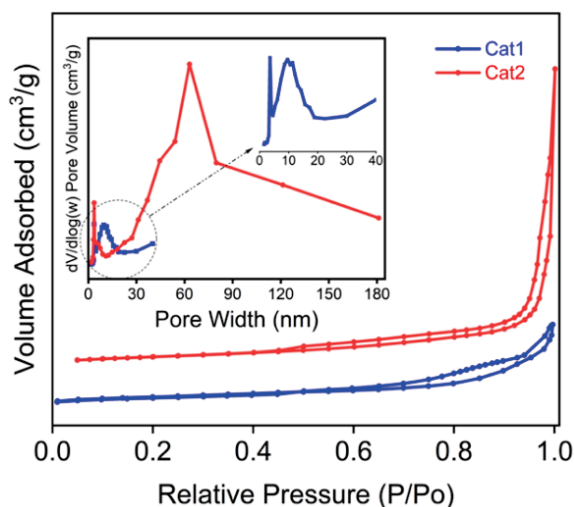 Volume Adsorbed (cm³/g)
Cat1
Cat2
dV/dlog(w) Pore Volume (cm³/g)
0 10 20 30 40
0 30 60 90 120 150 180
Pore Width (nm)
0.0 0.2 0.4 0.6 0.8 1.0
Relative Pressure (P/Po)